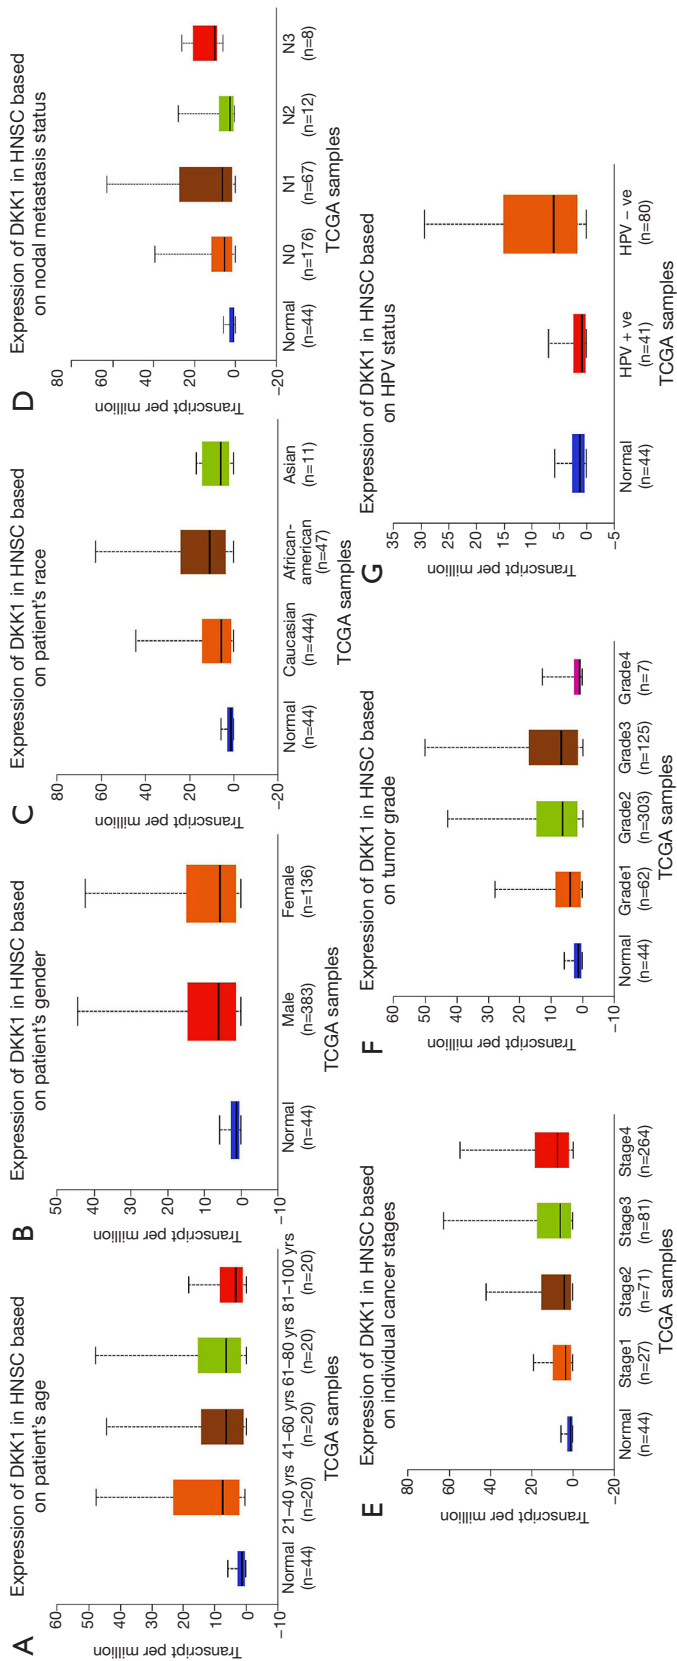 A
Expression of DKK1 in HNSC based
on patient's age
Transcript per million
60
50
40
30
20
10
0
−10
Normal 21–40 yrs 41–60 yrs 61–80 yrs 81–100 yrs
(n=44) (n=20) (n=20) (n=20) (n=20)
TCGA samples
B
Expression of DKK1 in HNSC based
on patient's gender
Transcript per million
50
40
30
20
10
0
−10
Normal Male Female
(n=44) (n=383) (n=136)
TCGA samples
C
Expression of DKK1 in HNSC based
on patient's race
Transcript per million
80
60
40
20
0
−20
Normal Caucasian African- Asian
(n=44) (n=444) american (n=11)
(n=47)
TCGA samples
D
Expression of DKK1 in HNSC based
on nodal metastasis status
Transcript per million
80
60
40
20
0
−20
Normal N0 N1 N2 N3
(n=44) (n=176) (n=67) (n=12) (n=8)
TCGA samples
E
Expression of DKK1 in HNSC based
on individual cancer stages
Transcript per million
80
60
40
20
0
−20
Normal Stage1 Stage2 Stage3 Stage4
(n=44) (n=27) (n=71) (n=81) (n=264)
TCGA samples
F
Expression of DKK1 in HNSC based
on tumor grade
Transcript per million
60
50
40
30
20
10
0
−10
Normal Grade1 Grade2 Grade3 Grade4
(n=44) (n=62) (n=303) (n=125) (n=7)
TCGA samples
G
Expression of DKK1 in HNSC based
on HPV status
Transcript per million
35
30
25
20
15
10
5
0
−5
Normal HPV + ve HPV − ve
(n=44) (n=41) (n=80)
TCGA samples